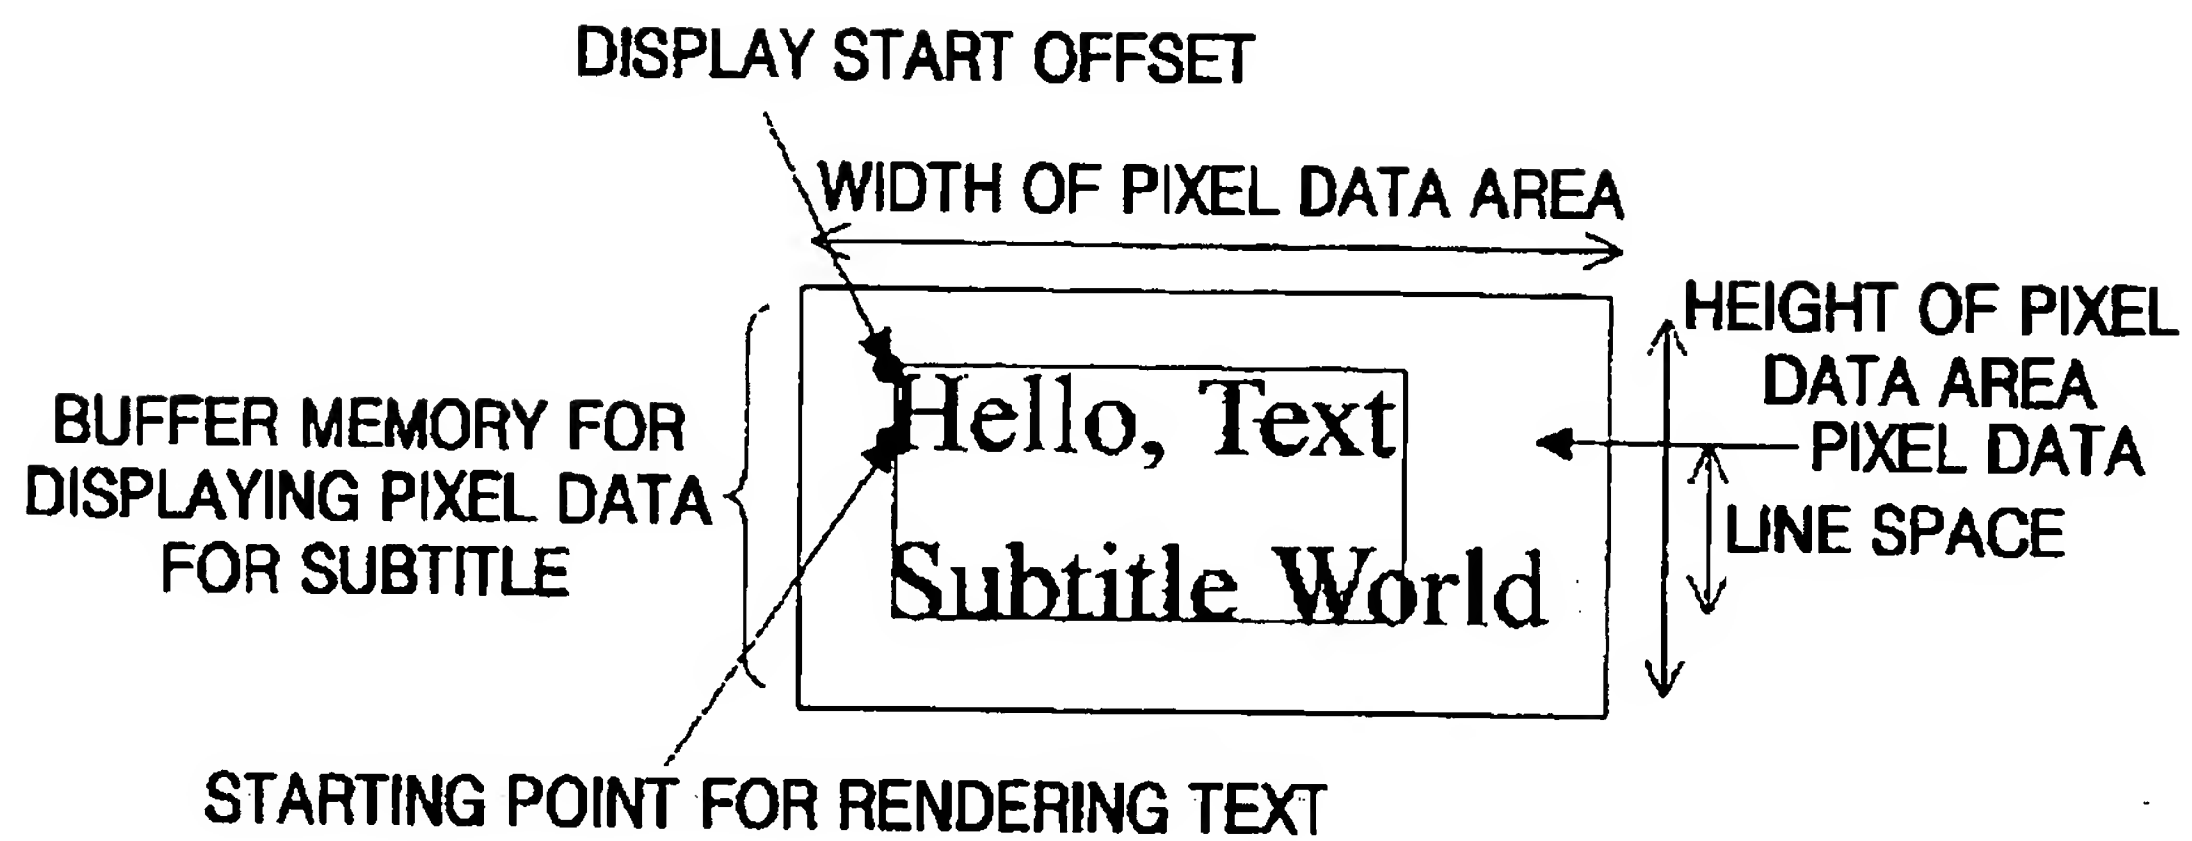 DISPLAY START OFFSET
WIDTH OF PIXEL DATA AREA
HEIGHT OF PIXEL
DATA AREA
PIXEL DATA
LINE SPACE
BUFFER MEMORY FOR
DISPLAYING PIXEL DATA
FOR SUBTITLE
Hello, Text
Subtitle World
STARTING POINT FOR RENDERING TEXT